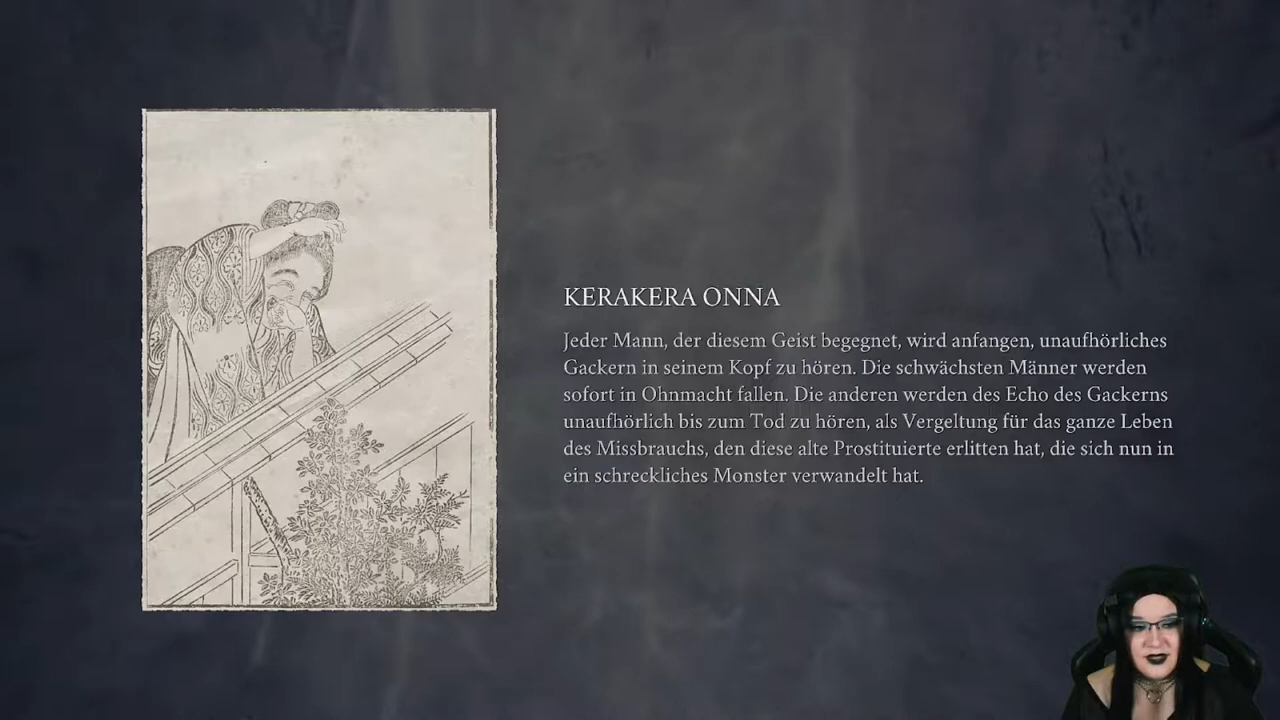 KERAKERA ONNA
Jeder Mann, der diesem Geist begegnet, wird anfangen, unaufhörliches
Gackern in seinem Kopf zu hören. Die schwächsten Männer werden
sofort in Ohnmacht fallen. Die anderen werden des Echo des Gackerns
unaufhörlich bis zum Tod zu hören, als Vergeltung für das ganze Leben
des Missbrauchs, den diese alte Prostituierte erlitten hat, die sich nun in
ein schreckliches Monster verwandelt hat.